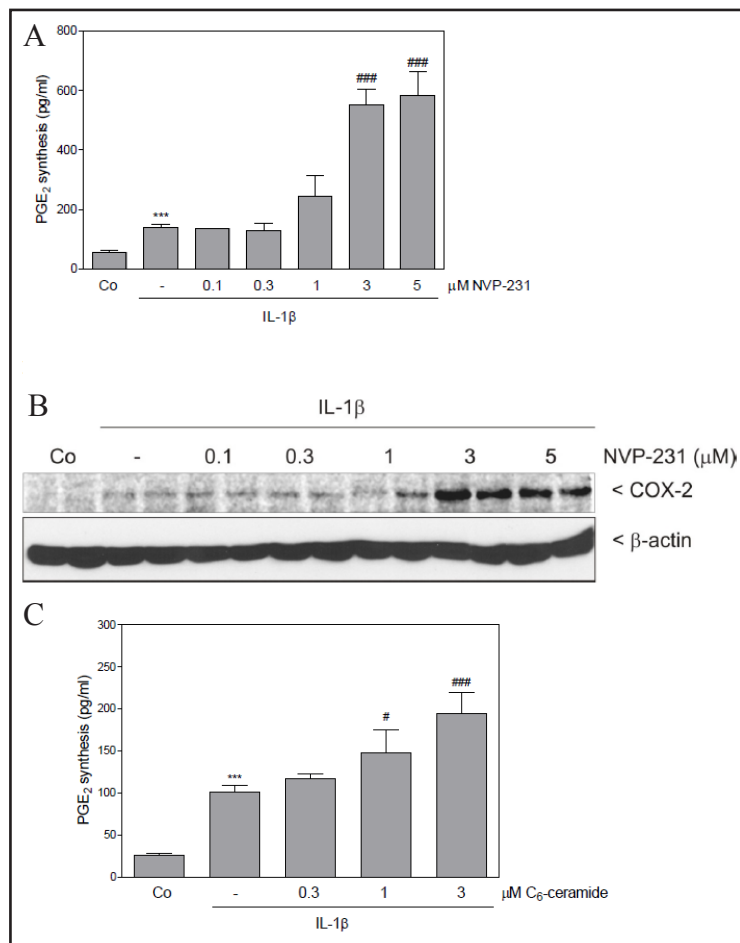 A
800
600
400
200
0
PGE2 synthesis (pg/ml)
***
###
###
Co - 0.1 0.3 1 3 5 μM NVP-231
IL-1β
B
IL-1β
Co - 0.1 0.3 1 3 5 NVP-231 (μM)
< COX-2
< β-actin
C
300
250
200
150
100
50
0
PGE2 synthesis (pg/ml)
***
#
###
Co - 0.3 1 3 μM C6-ceramide
IL-1β